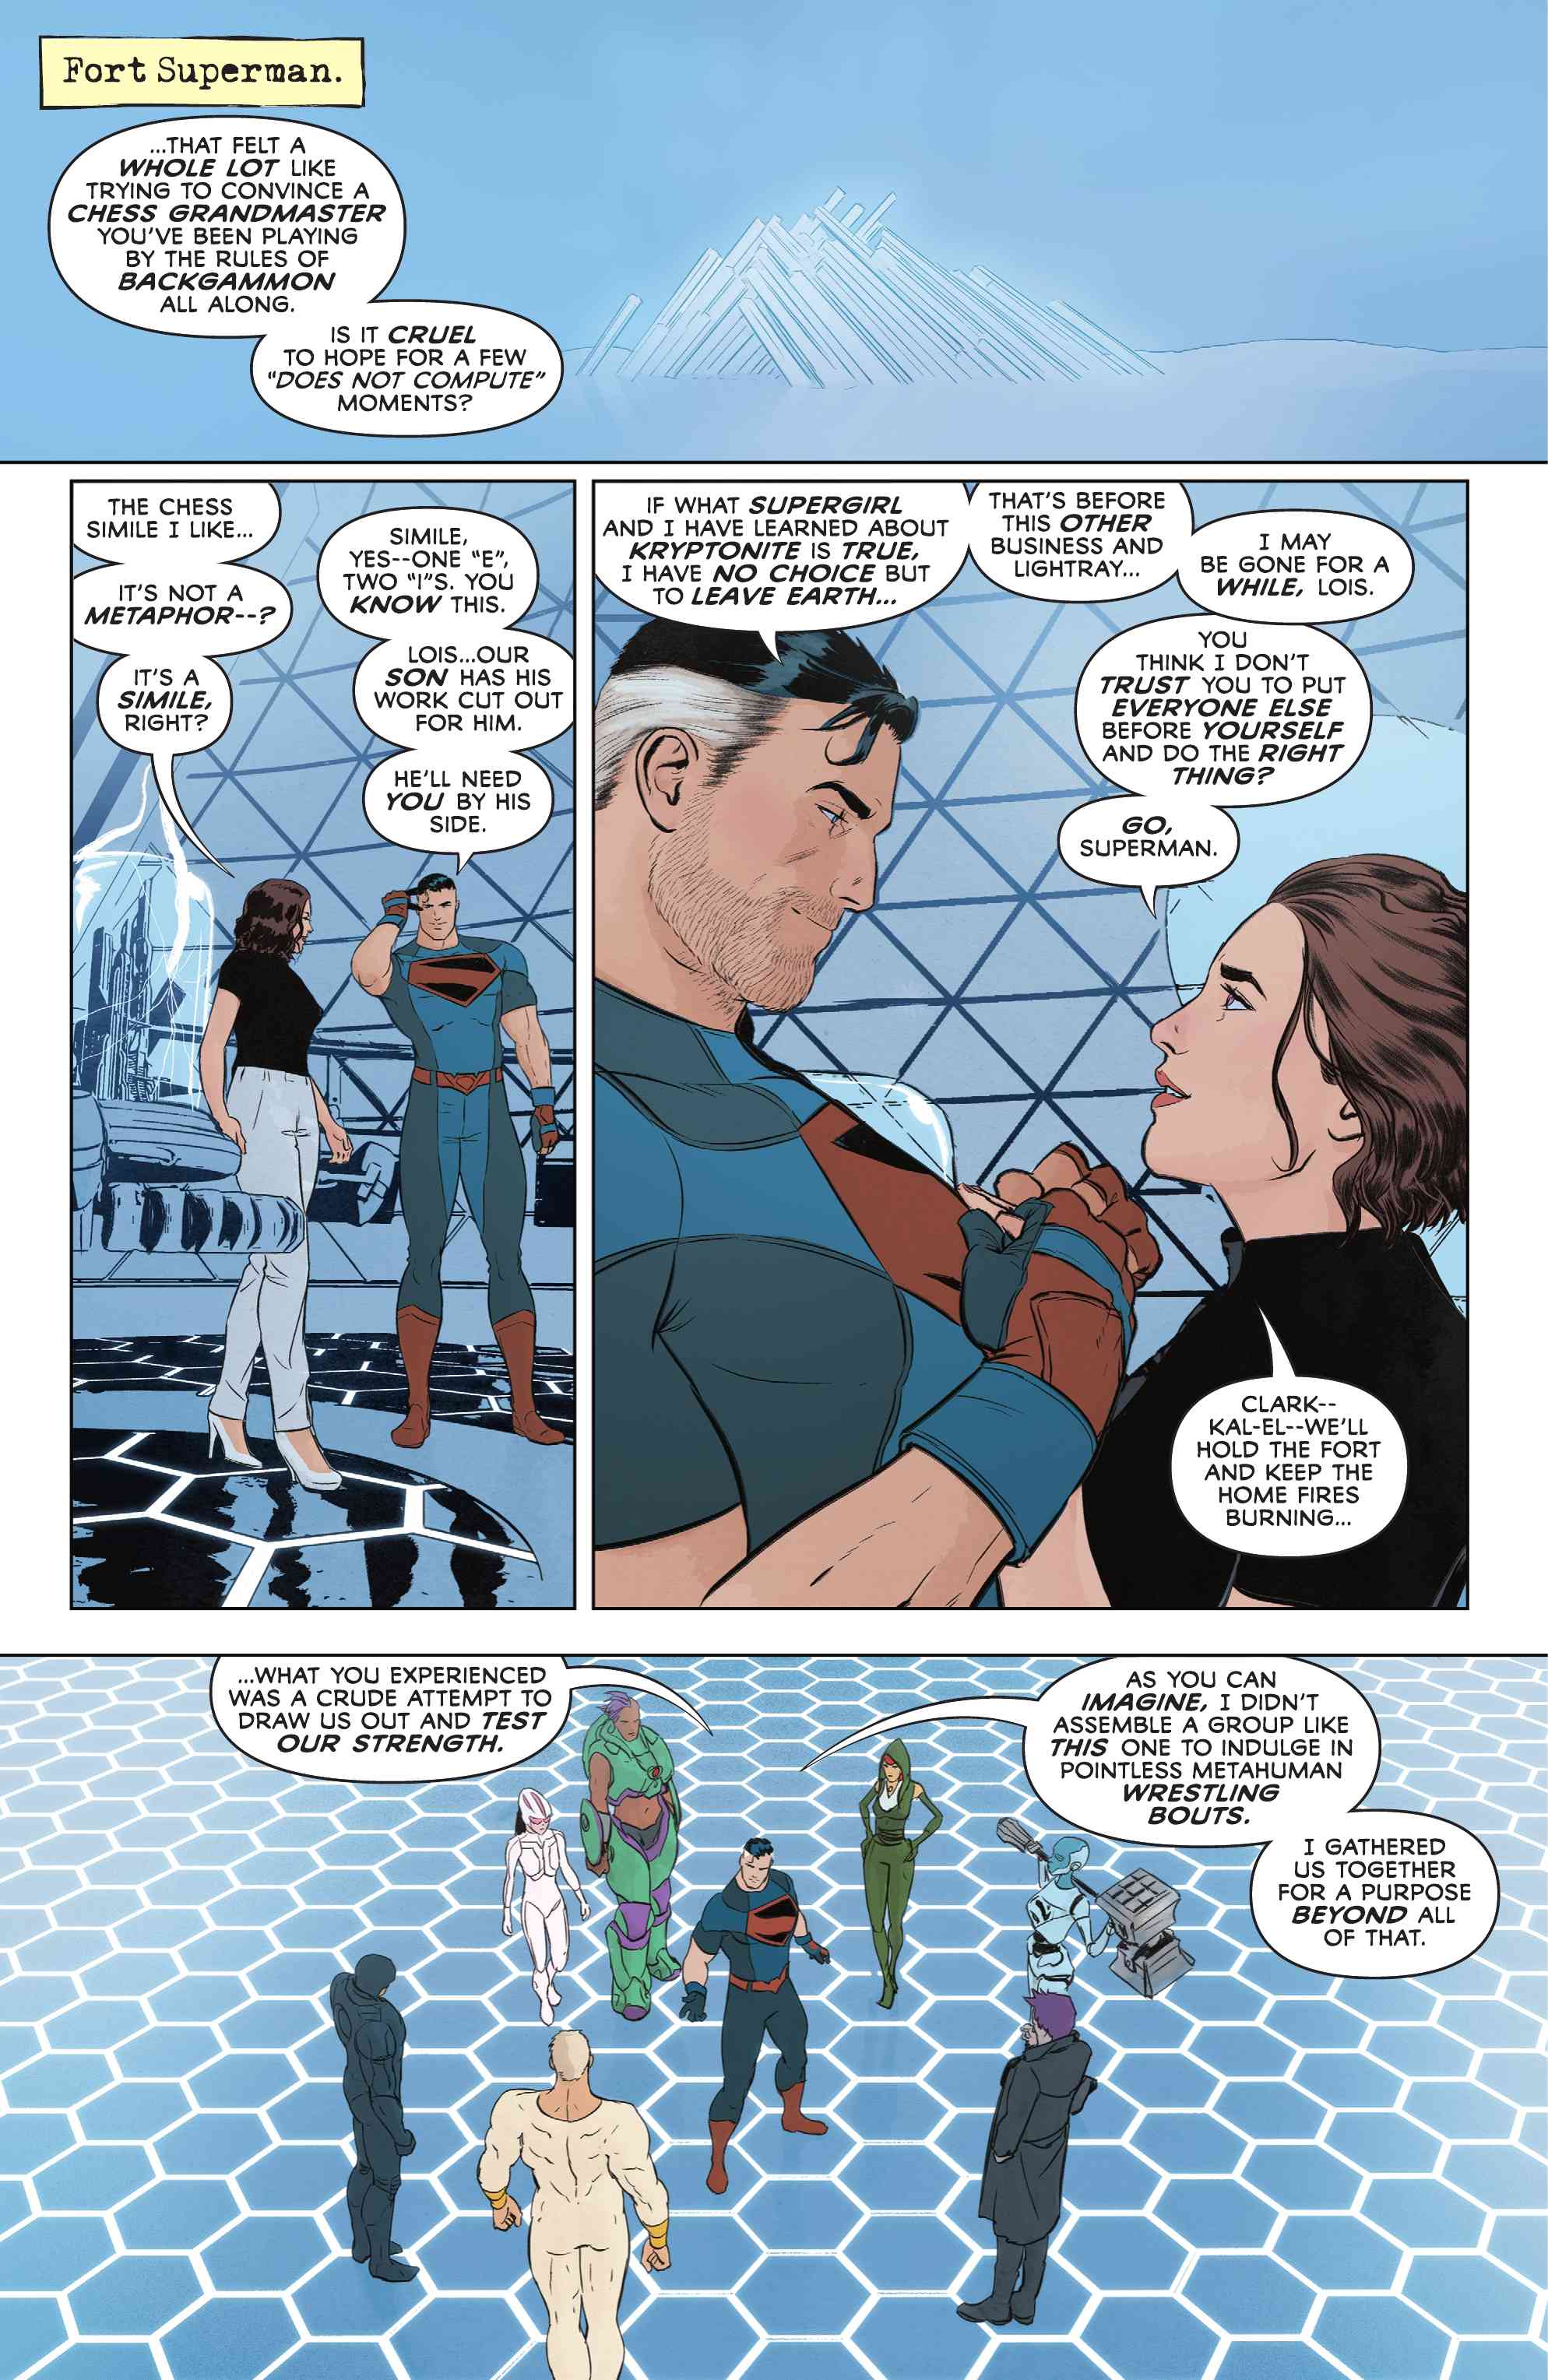 Fort Superman.
...THAT FELT A
WHOLE LOT LIKE
TRYING TO CONVINCE A
CHESS GRANDMASTER
YOU'VE BEEN PLAYING
BY THE RULES OF
BACKGAMMON
ALL ALONG.
IS IT CRUEL
TO HOPE FOR A FEW
"DOES NOT COMPUTE"
MOMENTS?
THE CHESS
SIMILE I LIKE...
IT'S NOT A
METAPHOR--?
IT'S A
SIMILE,
RIGHT?
SIMILE,
YES--ONE "E",
TWO "I"S. YOU
KNOW THIS.
LOIS...OUR
SON HAS HIS
WORK CUT OUT
FOR HIM.
HE'LL NEED
YOU BY HIS
SIDE.
IF WHAT SUPERGIRL
AND I HAVE LEARNED ABOUT
KRYPTONITE IS TRUE,
I HAVE NO CHOICE BUT
TO LEAVE EARTH...
THAT'S BEFORE
THIS OTHER
BUSINESS AND
LIGHTRAY...
I MAY
BE GONE FOR A
WHILE, LOIS.
YOU
THINK I DON'T
TRUST YOU TO PUT
EVERYONE ELSE
BEFORE YOURSELF
AND DO THE RIGHT
THING?
GO,
SUPERMAN.
CLARK--
KAL-EL--WE'LL
HOLD THE FORT
AND KEEP THE
HOME FIRES
BURNING...
...WHAT YOU EXPERIENCED
WAS A CRUDE ATTEMPT TO
DRAW US OUT AND TEST
OUR STRENGTH.
AS YOU CAN
IMAGINE, I DIDN'T
ASSEMBLE A GROUP LIKE
THIS ONE TO INDULGE IN
POINTLESS METAHUMAN
WRESTLING
BOUTS.
I GATHERED
US TOGETHER
FOR A PURPOSE
BEYOND ALL
OF THAT.